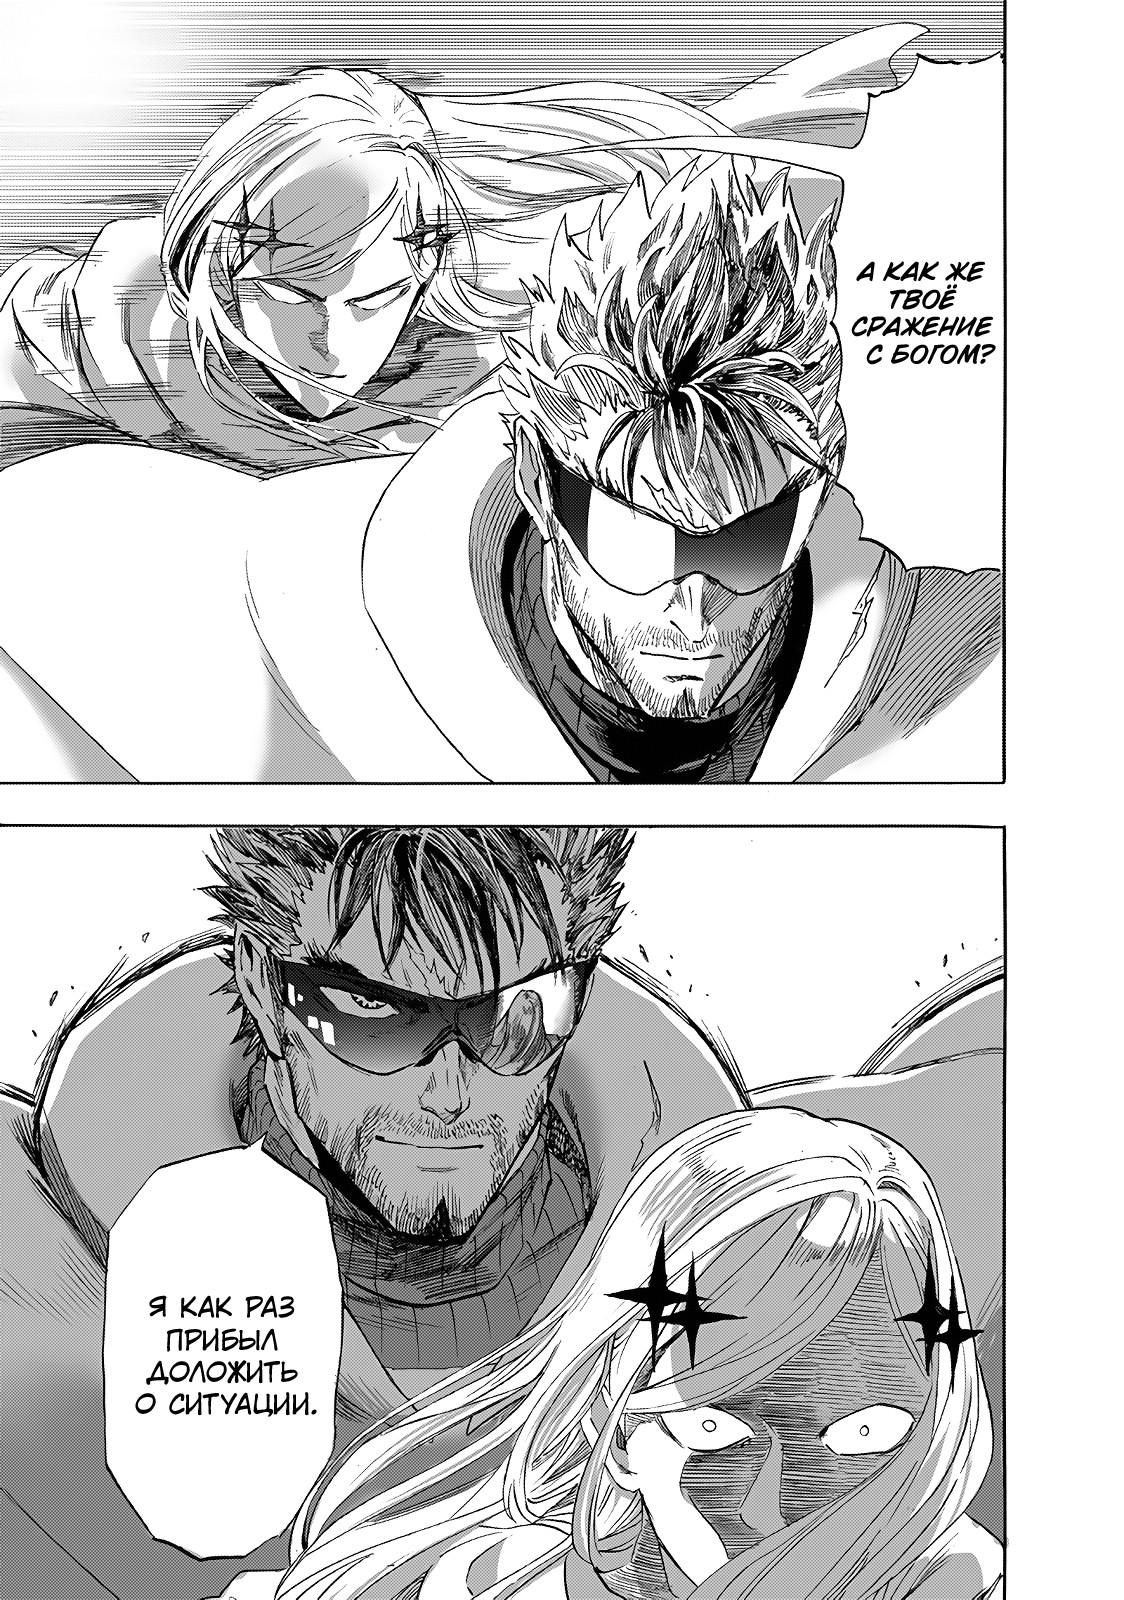 А КАК ЖЕ
ТВОЁ
СРАЖЕНИЕ
С БОГОМ?
Я КАК РАЗ
ПРИБЫЛ
ДОЛОЖИТЬ
О СИТУАЦИИ.